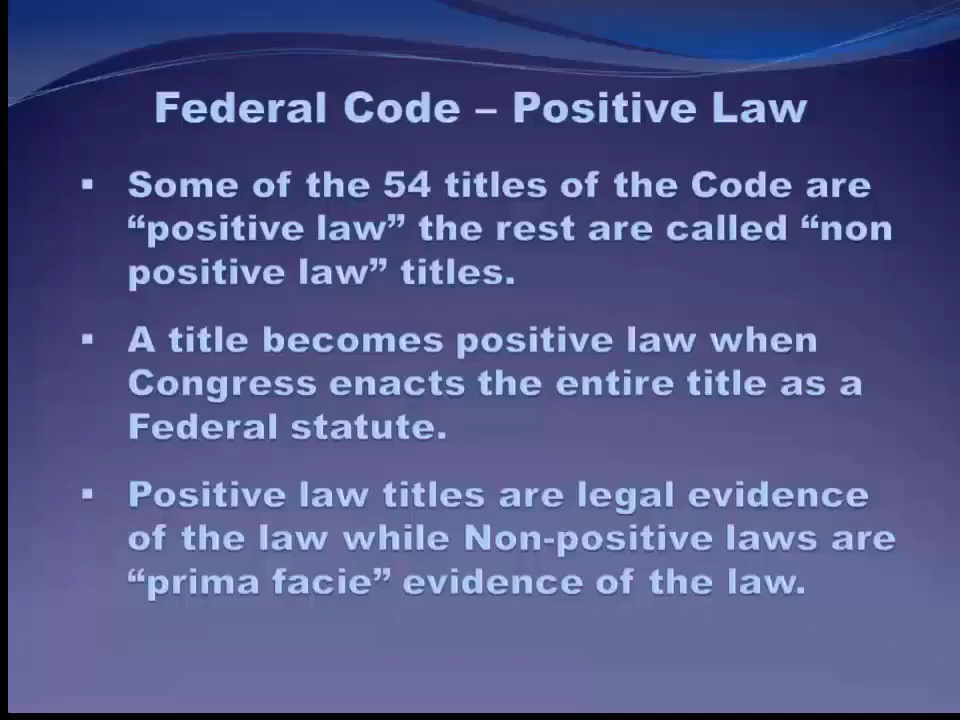 Federal Code – Positive Law
▪ Some of the 54 titles of the Code are
“positive law” the rest are called “non
positive law” titles.
▪ A title becomes positive law when
Congress enacts the entire title as a
Federal statute.
▪ Positive law titles are legal evidence
of the law while Non-positive laws are
“prima facie” evidence of the law.